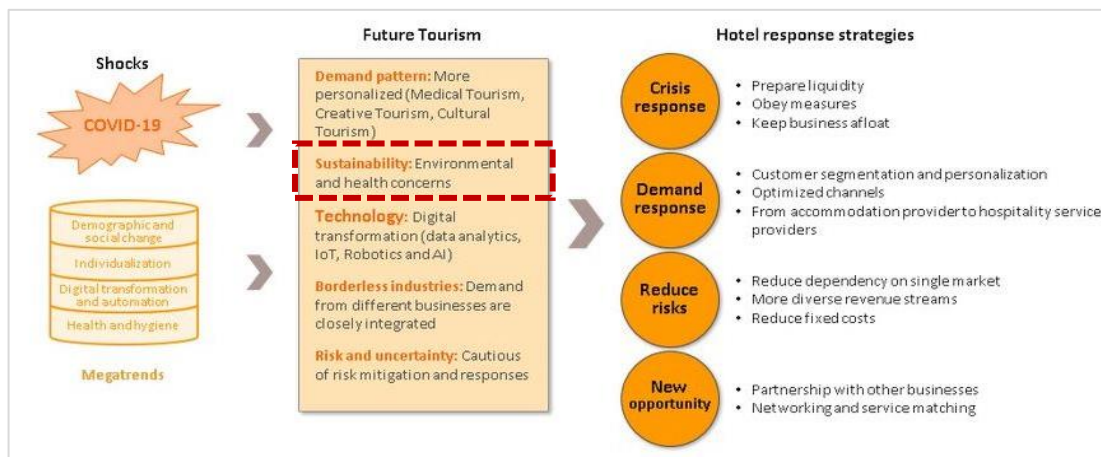 Shocks
COVID-19
Demographic and
social change
Individualization
Digital transformation
and automation
Health and hygiene
Megatrends
Future Tourism
Demand pattern: More
personalized (Medical Tourism,
Creative Tourism, Cultural
Tourism)
Sustainability: Environmental
and health concerns
Technology: Digital
transformation (data analytics,
IoT, Robotics and AI)
Borderless industries: Demand
from different businesses are
closely integrated
Risk and uncertainty: Cautious
of risk mitigation and responses
Hotel response strategies
Crisis
response
• Prepare liquidity
• Obey measures
• Keep business afloat
Demand
response
• Customer segmentation and personalization
• Optimized channels
• From accommodation provider to hospitality service
providers
Reduce
risks
• Reduce dependency on single market
• More diverse revenue streams
• Reduce fixed costs
New
opportunity
• Partnership with other businesses
• Networking and service matching